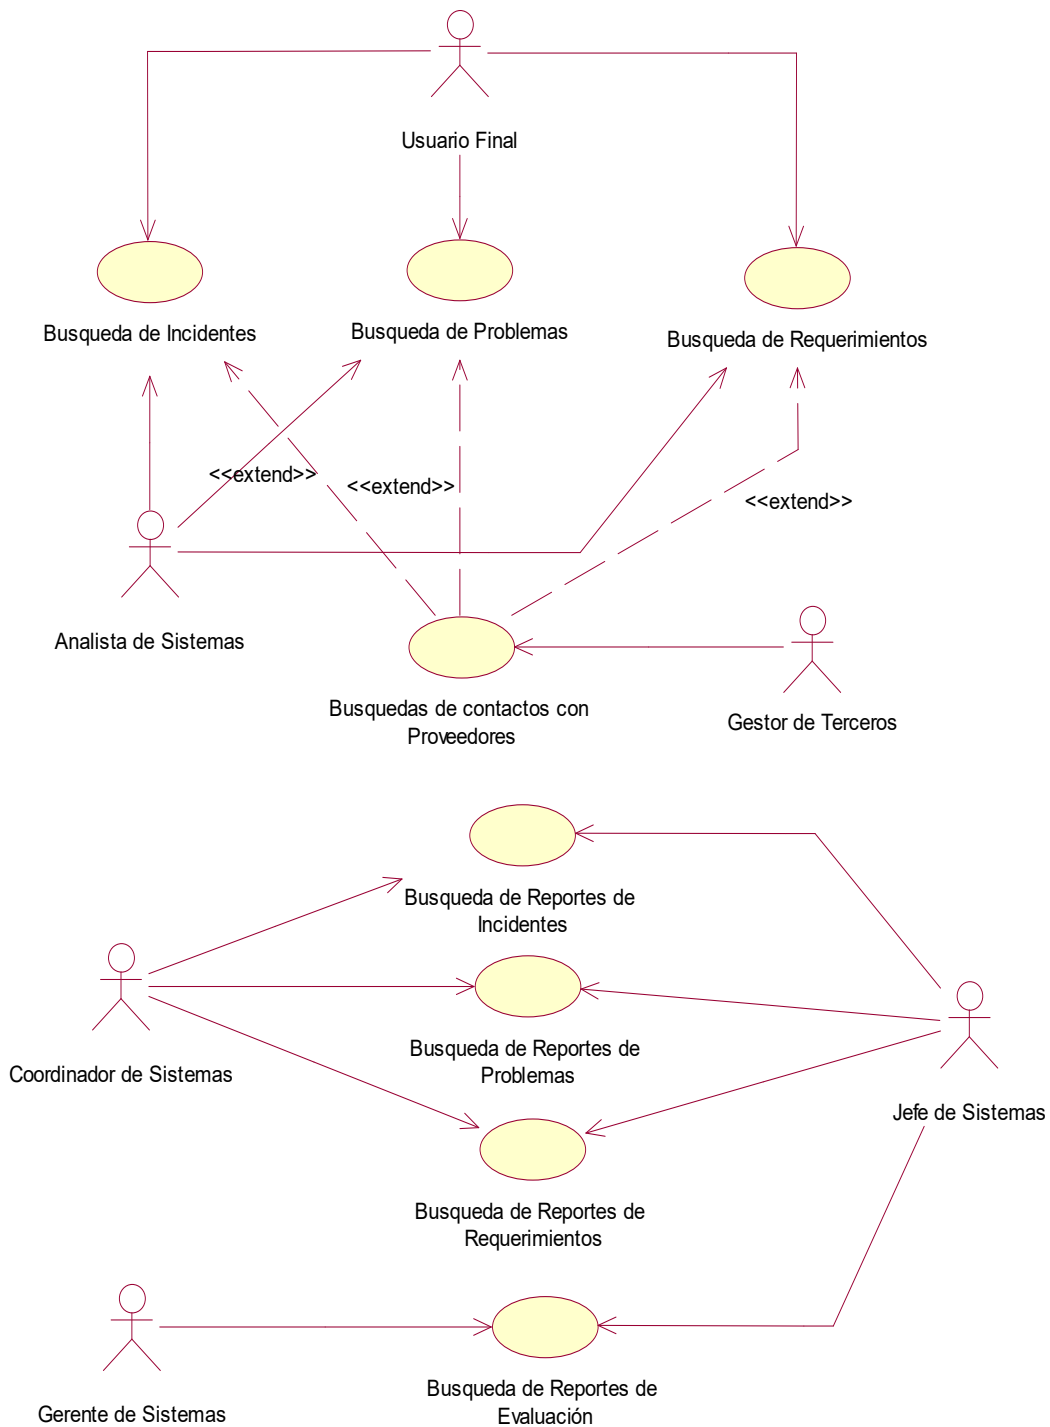 Usuario Final
Busqueda de Incidentes
Busqueda de Problemas
Busqueda de Requerimientos
<<extend>>
<<extend>>
<<extend>>
Analista de Sistemas
Busquedas de contactos con
Proveedores
Gestor de Terceros
Busqueda de Reportes de
Incidentes
Coordinador de Sistemas
Busqueda de Reportes de
Problemas
Jefe de Sistemas
Busqueda de Reportes de
Requerimientos
Gerente de Sistemas
Busqueda de Reportes de
Evaluación